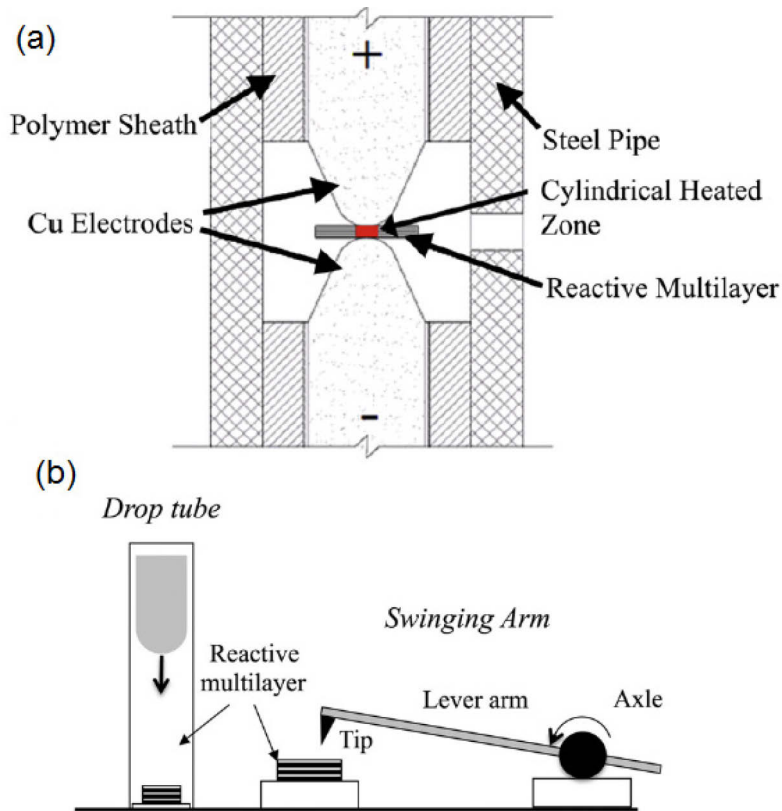 (a)
+
Polymer Sheath
Steel Pipe
Cu Electrodes
Cylindrical Heated
Zone
Reactive Multilayer
-
(b)
Drop tube
Swinging Arm
Reactive
multilayer
Lever arm
Axle
Tip